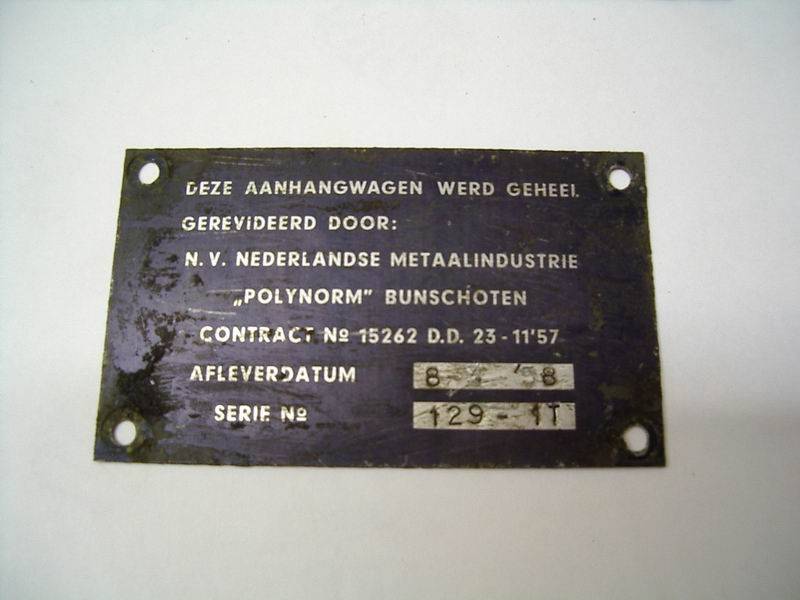 DEZE AANHANGWAGEN WERD GEHEEL
GEREVIDEERD DOOR:
N.V. NEDERLANDSE METAALINDUSTRIE
„POLYNORM” BUNSCHOTEN
CONTRACT Nº 15262 D.D. 23-11'57
AFLEVERDATUM 8- '58
SERIE Nº 129-1T